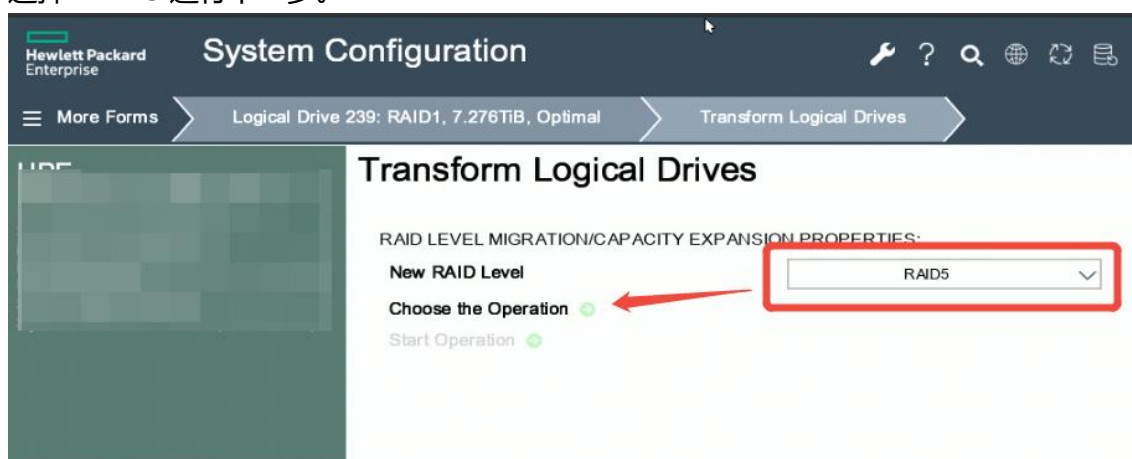 Hewlett Packard
Enterprise
System Configuration
More Forms
Logical Drive 239: RAID1, 7.276TiB, Optimal
Transform Logical Drives
Transform Logical Drives
RAID LEVEL MIGRATION/CAPACITY EXPANSION PROPERTIES:
New RAID Level
RAID5
Choose the Operation
Start Operation